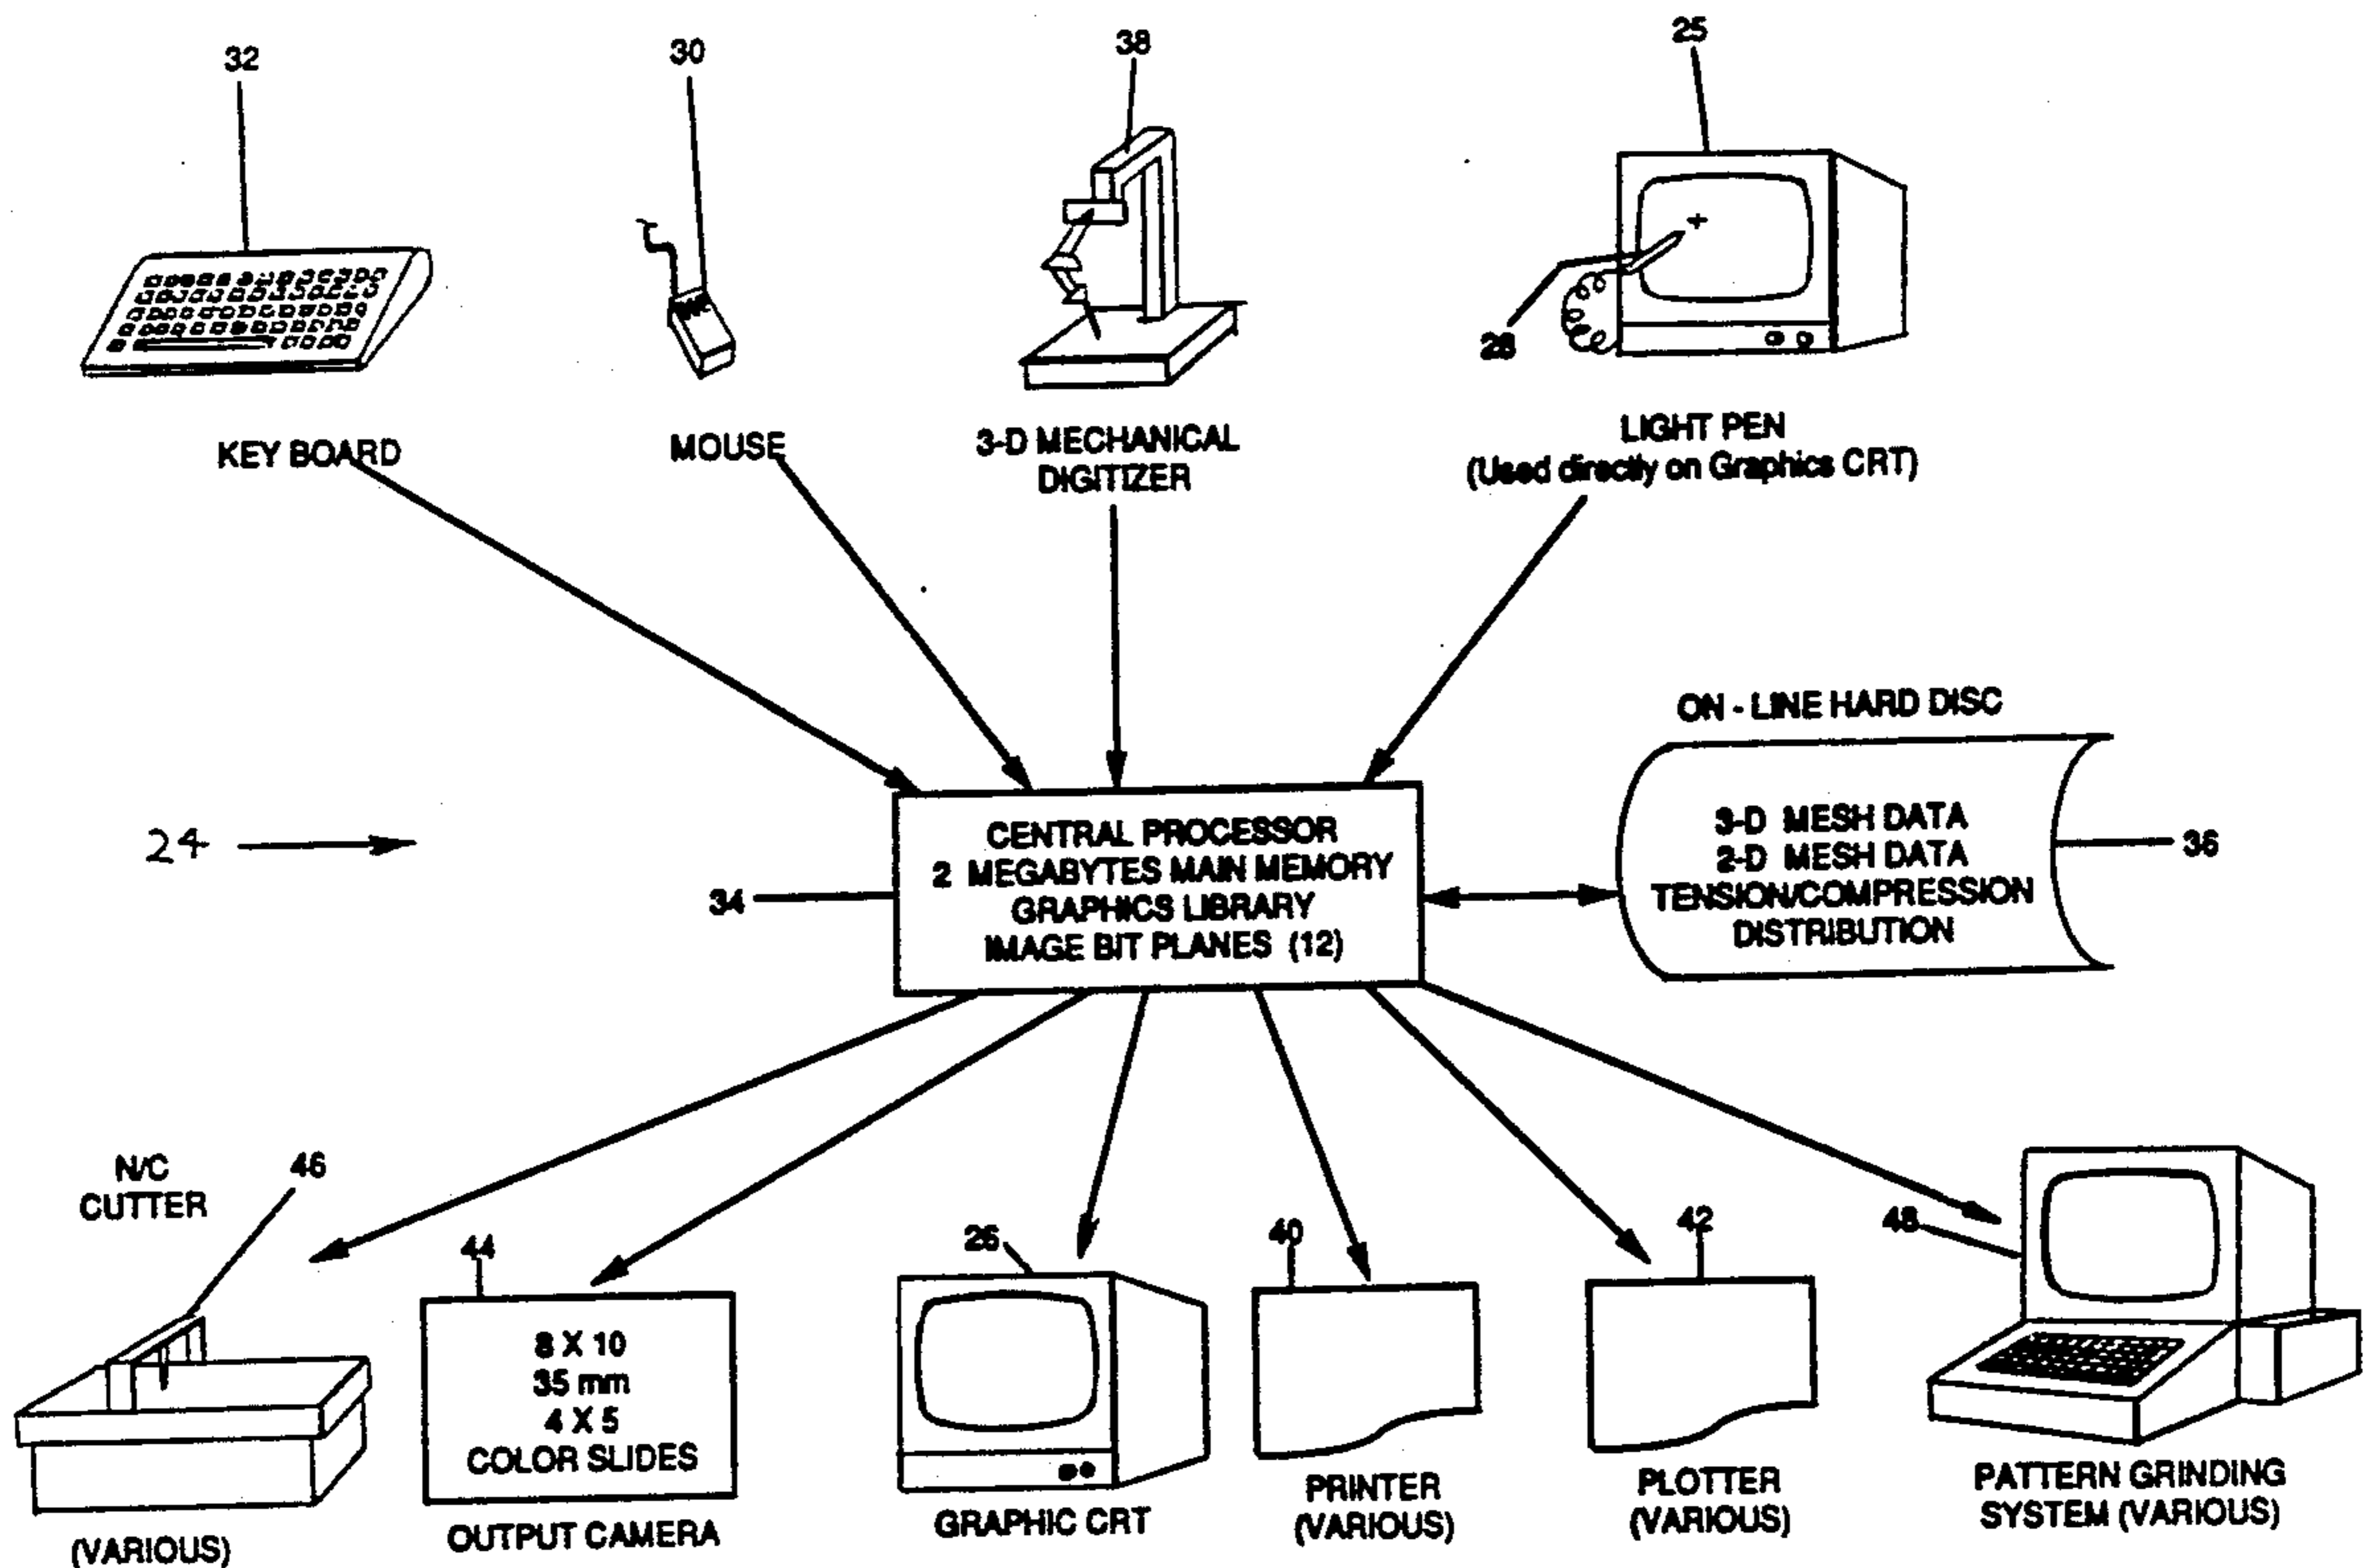 32
30
38
25
28
KEY BOARD
MOUSE
3-D MECHANICAL
DIGITIZER
LIGHT PEN
(Used directly on Graphics CRT)
ON - LINE HARD DISC
3-D MESH DATA
2-D MESH DATA
TENSION/COMPRESSION
DISTRIBUTION
36
24
34
CENTRAL PROCESSOR
2 MEGABYTES MAIN MEMORY
GRAPHICS LIBRARY
IMAGE BIT PLANES (12)
N/C
CUTTER
46
44
26
40
42
48
8 X 10
35 mm
4 X 5
COLOR SLIDES
(VARIOUS)
OUTPUT CAMERA
GRAPHIC CRT
PRINTER
(VARIOUS)
PLOTTER
(VARIOUS)
PATTERN GRINDING
SYSTEM (VARIOUS)